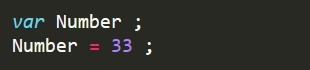 var Number ;
Number = 33 ;